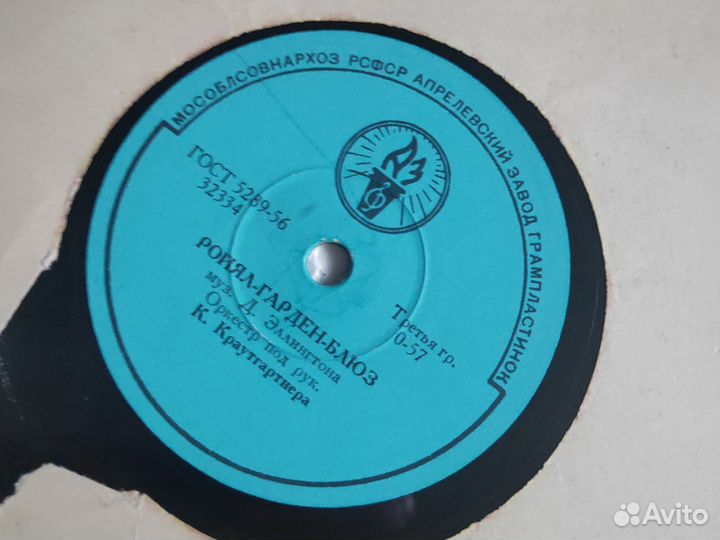 МОСОБЛСОВНАРХОЗ РСФСР АПРЕЛЕВСКИЙ ЗАВОД ГРАМПЛАСТИНОК
АЗ
ГОСТ 5289-56
32334
РОЙЯЛ-ГАРДЕН-БЛЮЗ
муз. Д. Эллингтона
Оркестр под рук.
К. Краутгартнера
Третья гр.
0-57
Avito